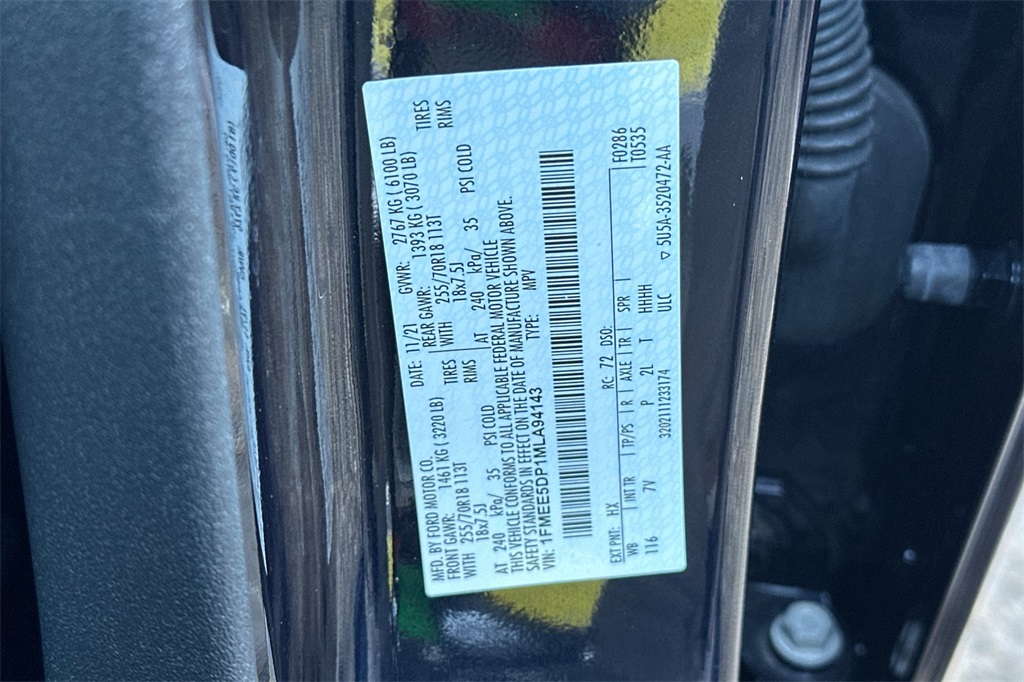 MFD. BY FORD MOTOR CO.
DATE: 11/21 GVWR: 2767 KG ( 6100 LB)
FRONT GAWR: 1461 KG ( 3220 LB) REAR GAWR: 1393 KG ( 3070 LB)
WITH 255/70R18 113T TIRES WITH 255/70R18 113T TIRES
18x7.5J RIMS 18x7.5J RIMS
AT 240 kPa/ 35 PSI COLD AT 240 kPa/ 35 PSI COLD
THIS VEHICLE CONFORMS TO ALL APPLICABLE FEDERAL MOTOR VEHICLE
SAFETY STANDARDS IN EFFECT ON THE DATE OF MANUFACTURE SHOWN ABOVE.
VIN: 1FMEE5DP1MLA94143 TYPE: MPV
F0286
EXT PNT: HX RC: 72 DSO: T0535
WB INT TR TP/PS R AXLE TR SPR
116 7V P 2L T HHHH
3202111233174 ULC ▽ 5U5A-3520472-AA